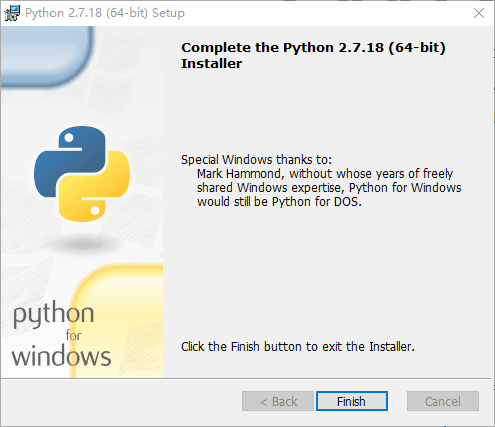 Python 2.7.18 (64-bit) Setup
Complete the Python 2.7.18 (64-bit)
Installer
Special Windows thanks to:
Mark Hammond, without whose years of freely
shared Windows expertise, Python for Windows
would still be Python for DOS.
python
for
windows
Click the Finish button to exit the Installer.
< Back
Finish
Cancel